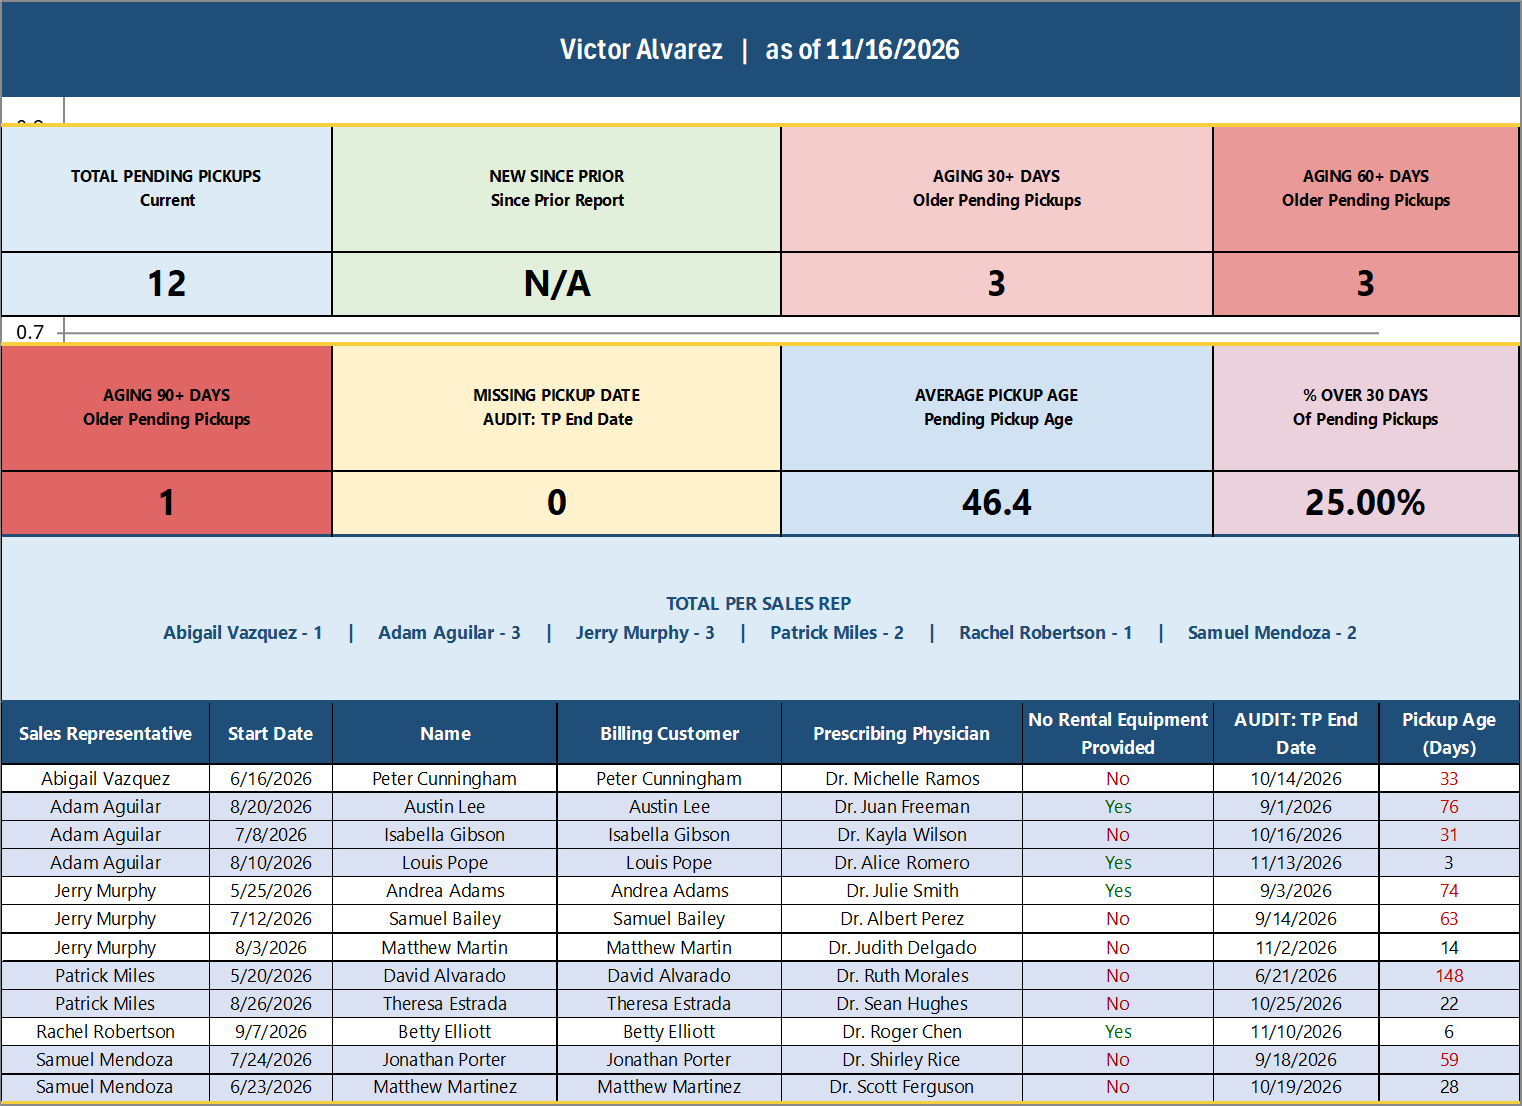 Victor Alvarez | as of 11/16/2026
TOTAL PENDING PICKUPS
Current
NEW SINCE PRIOR
Since Prior Report
AGING 30+ DAYS
Older Pending Pickups
AGING 60+ DAYS
Older Pending Pickups
12
N/A
3
3
0.7
AGING 90+ DAYS
Older Pending Pickups
MISSING PICKUP DATE
AUDIT: TP End Date
AVERAGE PICKUP AGE
Pending Pickup Age
% OVER 30 DAYS
Of Pending Pickups
1
0
46.4
25.00%
TOTAL PER SALES REP
Abigail Vazquez - 1 | Adam Aguilar - 3 | Jerry Murphy - 3 | Patrick Miles - 2 | Rachel Robertson - 1 | Samuel Mendoza - 2
Sales Representative Start Date Name Billing Customer Prescribing Physician No Rental Equipment Provided AUDIT: TP End Date Pickup Age (Days)
Abigail Vazquez 6/16/2026 Peter Cunningham Peter Cunningham Dr. Michelle Ramos No 10/14/2026 33
Adam Aguilar 8/20/2026 Austin Lee Austin Lee Dr. Juan Freeman Yes 9/1/2026 76
Adam Aguilar 7/8/2026 Isabella Gibson Isabella Gibson Dr. Kayla Wilson No 10/16/2026 31
Adam Aguilar 8/10/2026 Louis Pope Louis Pope Dr. Alice Romero Yes 11/13/2026 3
Jerry Murphy 5/25/2026 Andrea Adams Andrea Adams Dr. Julie Smith Yes 9/3/2026 74
Jerry Murphy 7/12/2026 Samuel Bailey Samuel Bailey Dr. Albert Perez No 9/14/2026 63
Jerry Murphy 8/3/2026 Matthew Martin Matthew Martin Dr. Judith Delgado No 11/2/2026 14
Patrick Miles 5/20/2026 David Alvarado David Alvarado Dr. Ruth Morales No 6/21/2026 148
Patrick Miles 8/26/2026 Theresa Estrada Theresa Estrada Dr. Sean Hughes No 10/25/2026 22
Rachel Robertson 9/7/2026 Betty Elliott Betty Elliott Dr. Roger Chen Yes 11/10/2026 6
Samuel Mendoza 7/24/2026 Jonathan Porter Jonathan Porter Dr. Shirley Rice No 9/18/2026 59
Samuel Mendoza 6/23/2026 Matthew Martinez Matthew Martinez Dr. Scott Ferguson No 10/19/2026 28